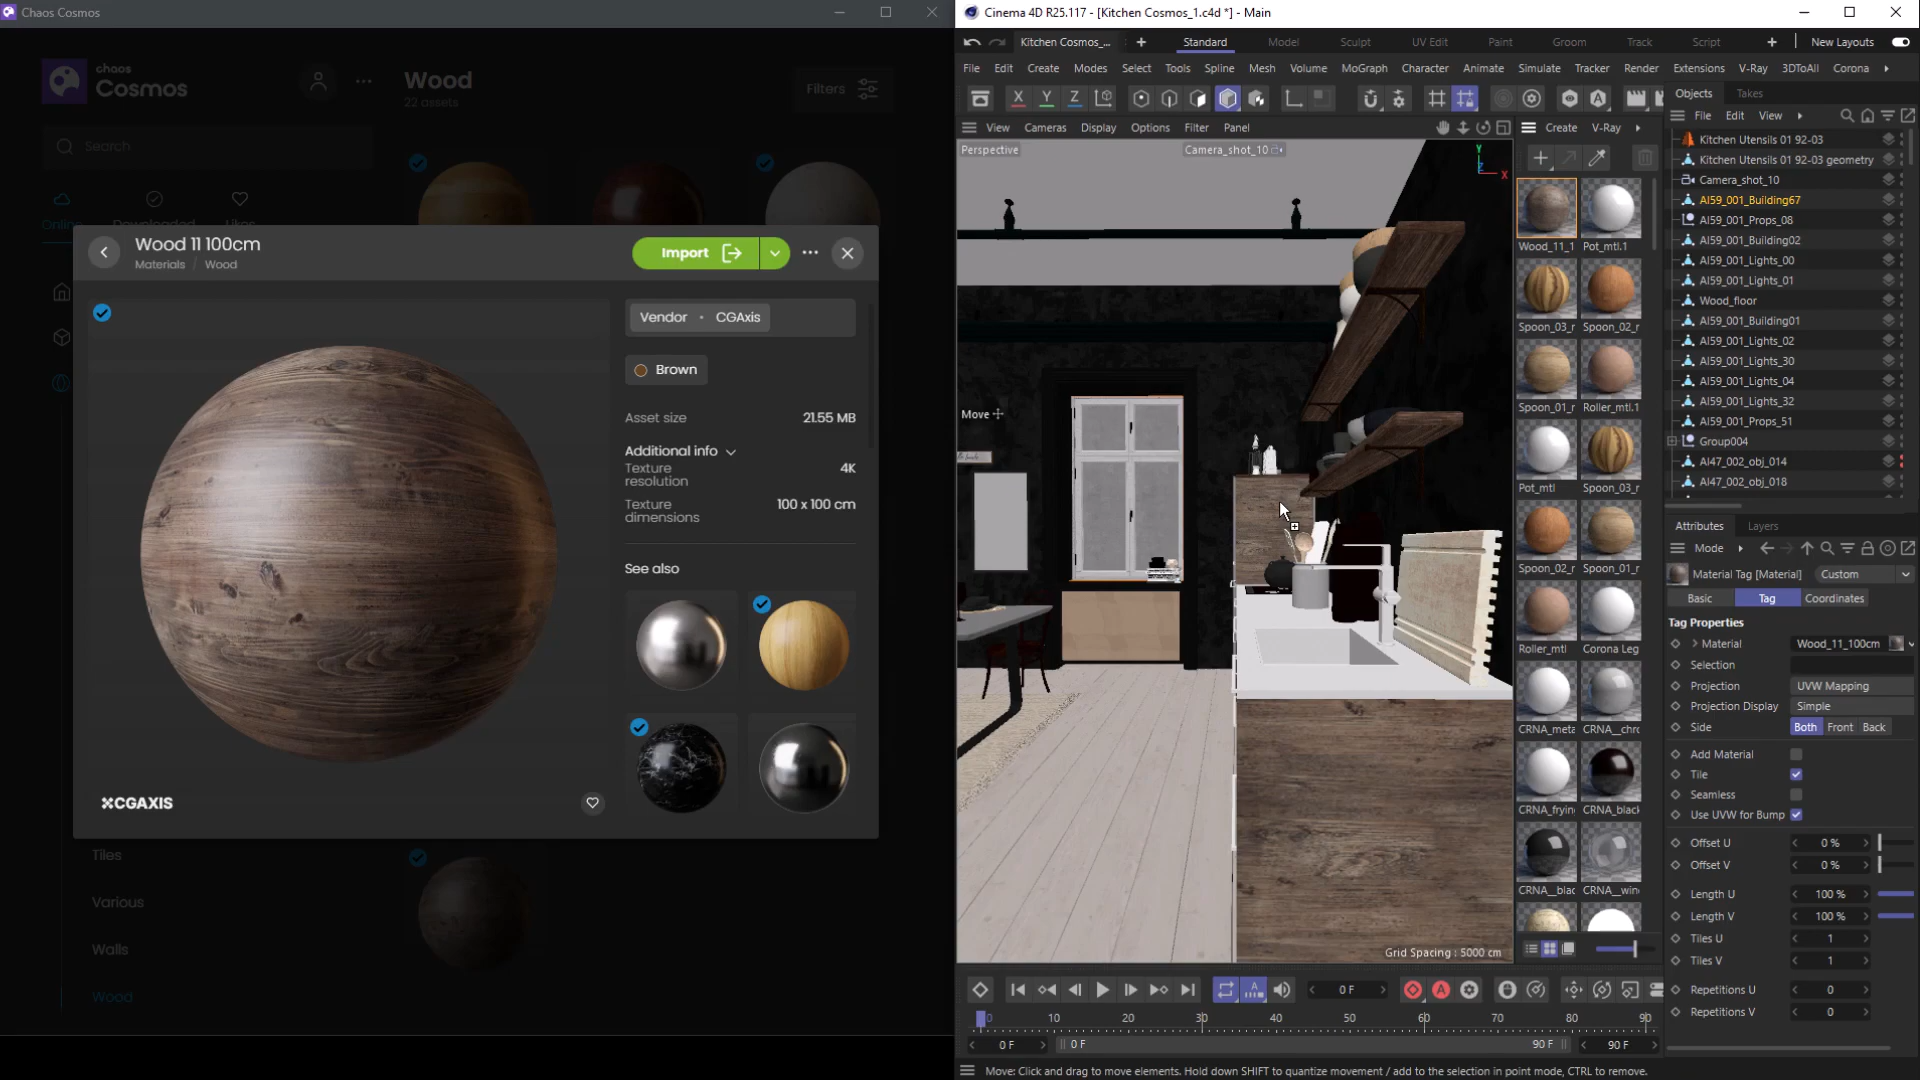 Chaos Cosmos
chaos
Cosmos
Wood
22 assets
Filters
Search
Online
Downloaded
Likes
Wood 11 100cm
Materials / Wood
Import
Vendor • CGAxis
Brown
Asset size 21.55 MB
Additional info
Texture resolution 4K
Texture dimensions 100 x 100 cm
See also
CGAXIS
Tiles
Various
Walls
Wood
Cinema 4D R25.117 - [Kitchen Cosmos_1.c4d *] - Main
Kitchen Cosmos_...
Standard Model Sculpt UV Edit Paint Groom Track Script New Layouts
File Edit Create Modes Select Tools Spline Mesh Volume MoGraph Character Animate Simulate Tracker Render Extensions V-Ray 3DToAll Corona
X Y Z
View Cameras Display Options Filter Panel
Perspective
Camera_shot_10
Y
Z
X
Move
Grid Spacing : 5000 cm
Create V-Ray
Wood_11_1 Pot_mtl.1
Spoon_03_r Spoon_02_r
Spoon_01_r Roller_mtl.1
Pot_mtl Spoon_03_r
Spoon_02_r Spoon_01_r
Roller_mtl Corona Leg
CRNA_meta CRNA__chro
CRNA_fryin CRNA_black
CRNA__blac CRNA__wine
Objects Takes
File Edit View
Kitchen Utensils 01 92-03
Kitchen Utensils 01 92-03 geometry
Camera_shot_10
AI59_001_Building67
AI59_001_Props_08
AI59_001_Building02
AI59_001_Lights_00
AI59_001_Lights_01
Wood_floor
AI59_001_Building01
AI59_001_Lights_02
AI59_001_Lights_30
AI59_001_Lights_04
AI59_001_Lights_32
AI59_001_Props_51
Group004
AI47_002_obj_014
AI47_002_obj_018
Attributes Layers
Mode
Material Tag [Material] Custom
Basic Tag Coordinates
Tag Properties
Material Wood_11_100cm
Selection
Projection UVW Mapping
Projection Display Simple
Side Both Front Back
Add Material
Tile
Seamless
Use UVW for Bump
Offset U 0 %
Offset V 0 %
Length U 100 %
Length V 100 %
Tiles U 1
Tiles V 1
Repetitions U 0
Repetitions V 0
0 F
0 10 20 30 40 50 60 70 80 90
0 F 0 F 90 F 90 F
Move: Click and drag to move elements. Hold down SHIFT to quantize movement / add to the selection in point mode, CTRL to remove.